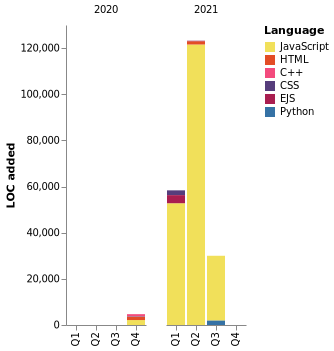 2020 2021
Language
JavaScript
HTML
C++
CSS
EJS
Python
LOC added
120,000
100,000
80,000
60,000
40,000
20,000
0
Q1 Q2 Q3 Q4 Q1 Q2 Q3 Q4